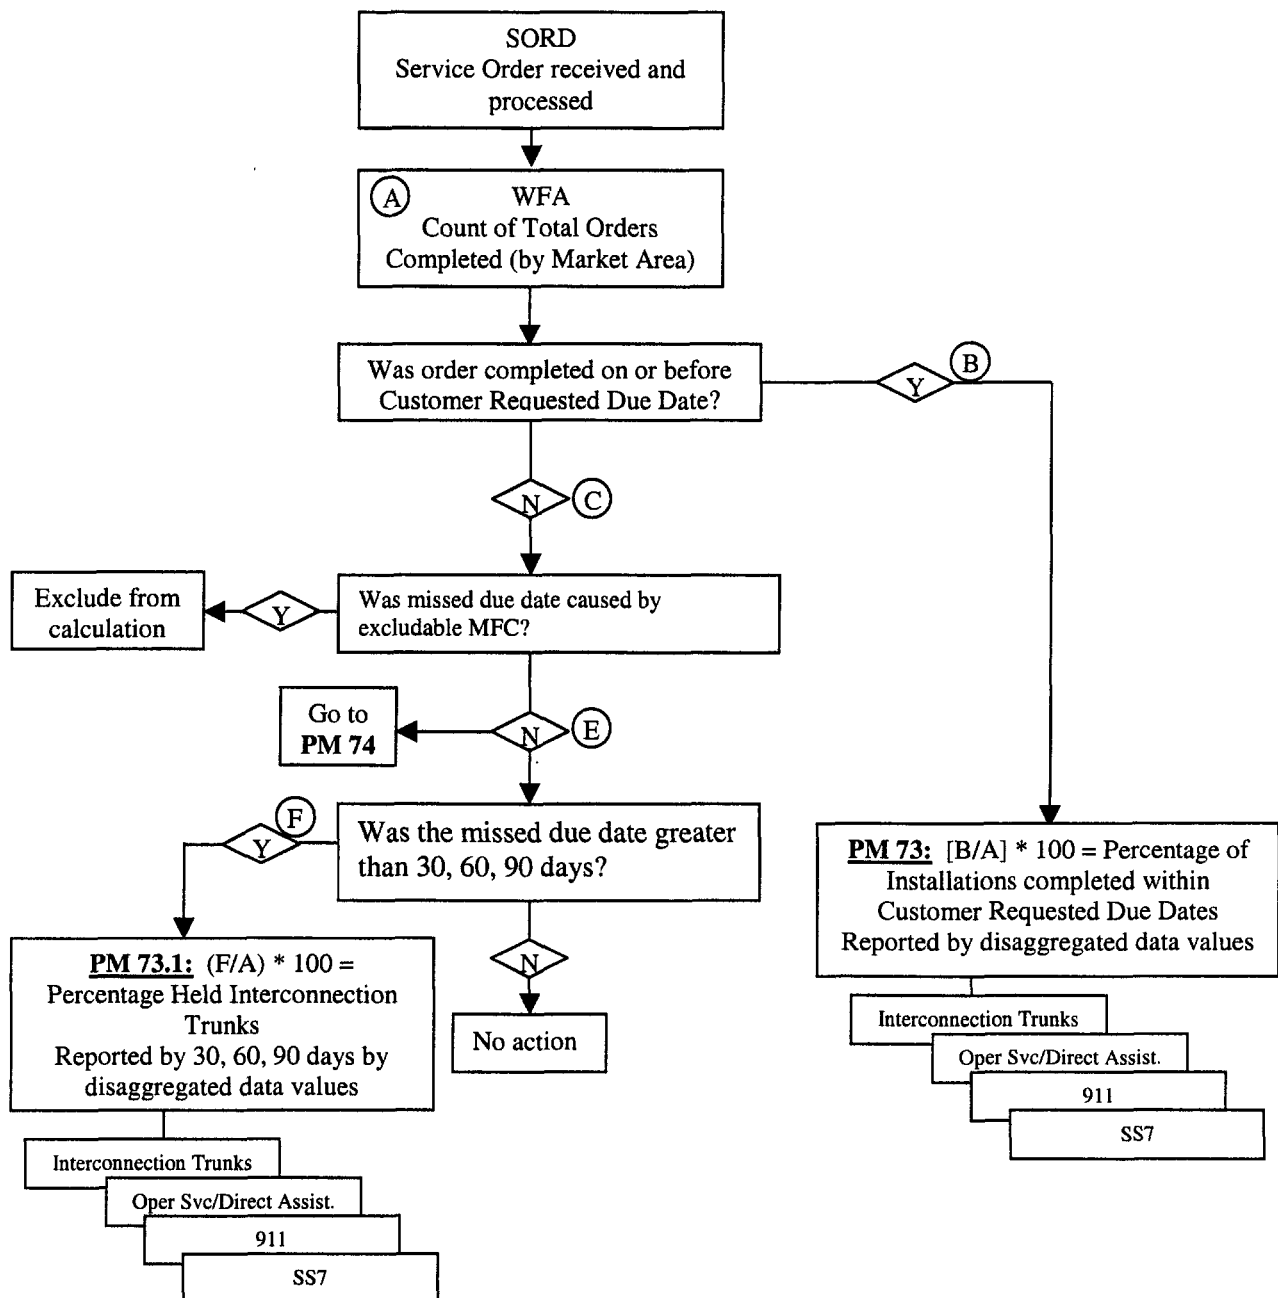 SORD
Service Order received and
processed
A
WFA
Count of Total Orders
Completed (by Market Area)
Was order completed on or before
Customer Requested Due Date?
Y
B
N
C
Exclude from
calculation
Y
Was missed due date caused by
excludable MFC?
Go to
PM 74
N
E
F
Y
Was the missed due date greater
than 30, 60, 90 days?
PM 73: [B/A] * 100 = Percentage of
Installations completed within
Customer Requested Due Dates
Reported by disaggregated data values
N
No action
PM 73.1: (F/A) * 100 =
Percentage Held Interconnection
Trunks
Reported by 30, 60, 90 days by
disaggregated data values
Interconnection Trunks
Oper Svc/Direct Assist.
911
SS7
Interconnection Trunks
Oper Svc/Direct Assist.
911
SS7